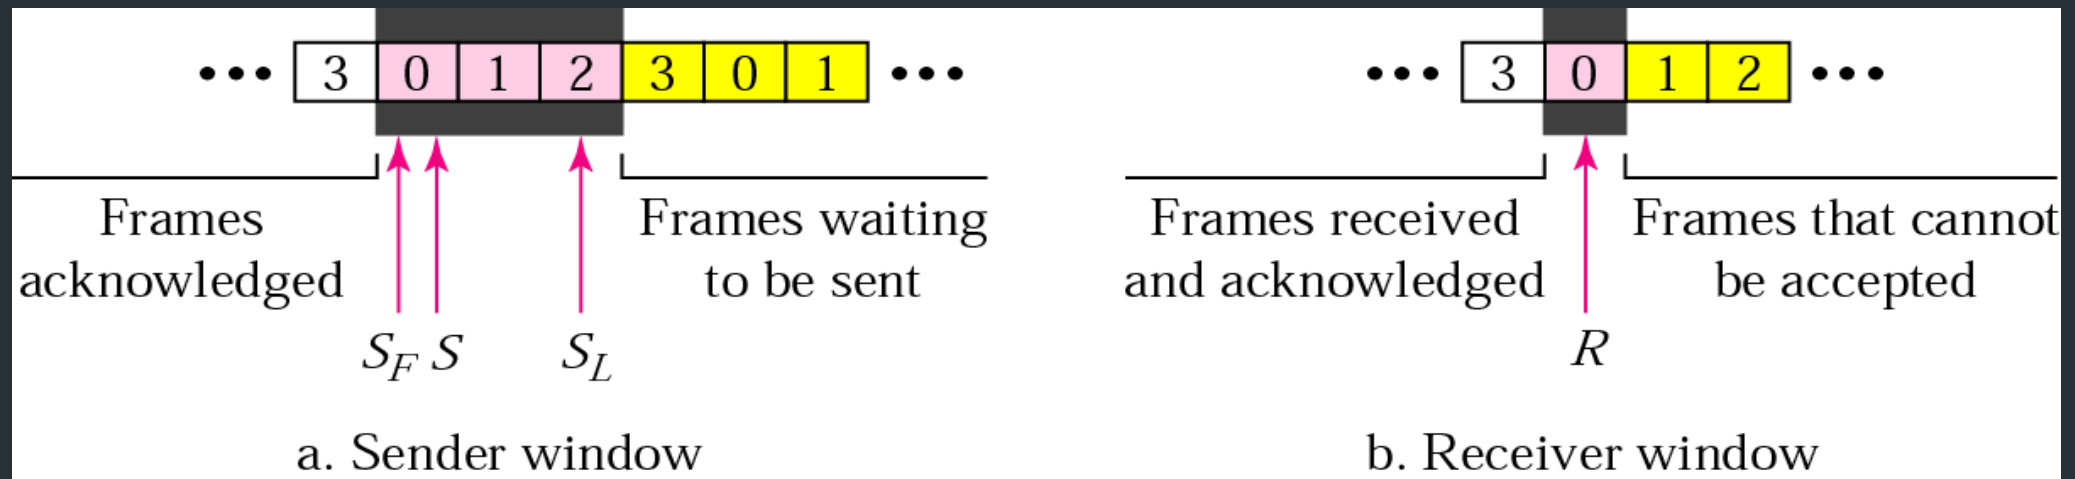 ••• 3 0 1 2 3 0 1 •••
Frames
acknowledged
Frames waiting
to be sent
S_F S S_L
a. Sender window
••• 3 0 1 2 •••
Frames received
and acknowledged
Frames that cannot
be accepted
R
b. Receiver window